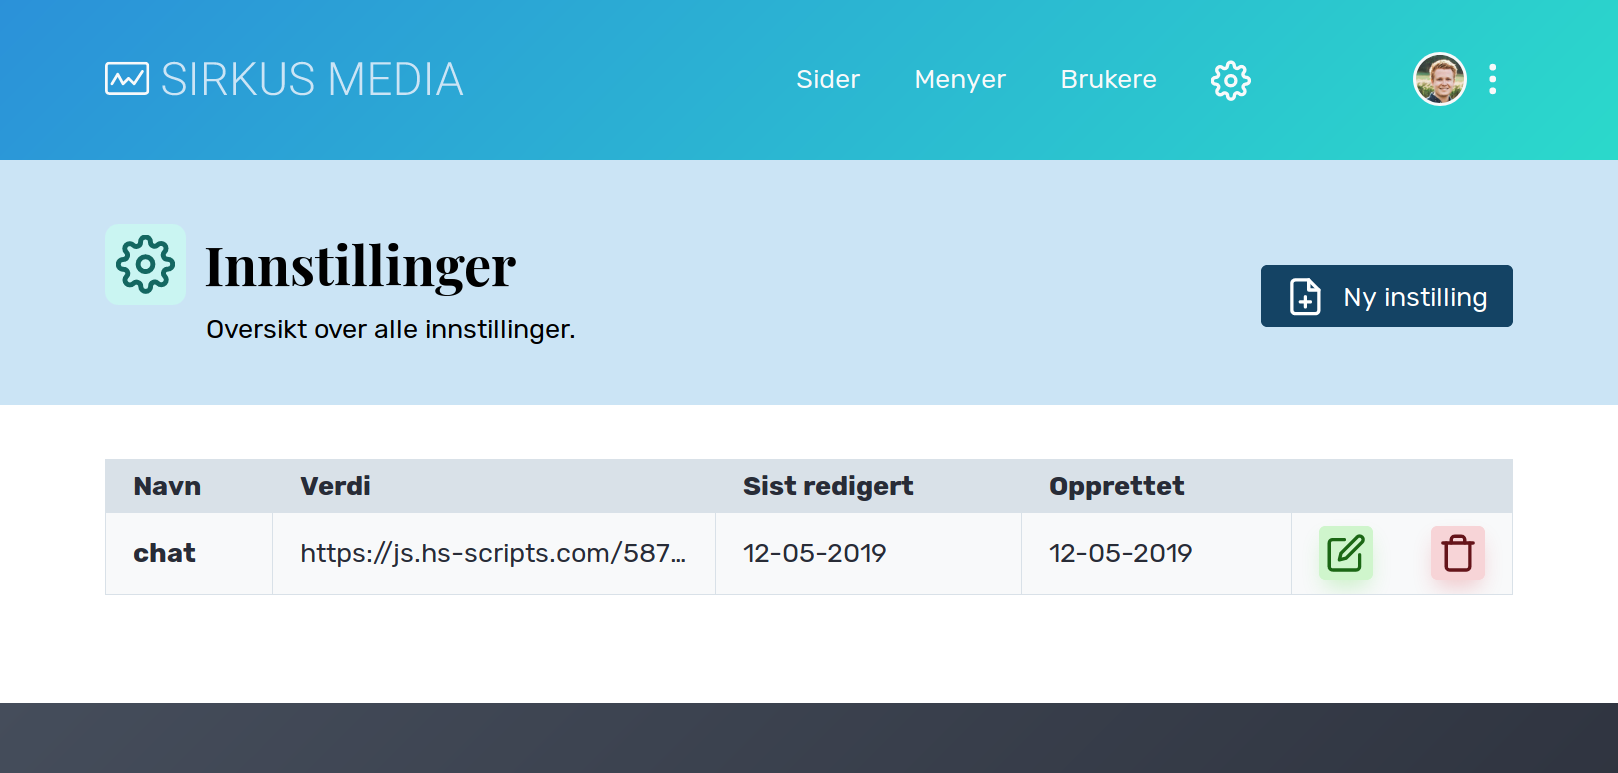 SIRKUS MEDIA Sider Menyer Brukere
Innstillinger
Oversikt over alle innstillinger.
Ny instilling
Navn Verdi Sist redigert Opprettet
chat https://js.hs-scripts.com/587... 12-05-2019 12-05-2019